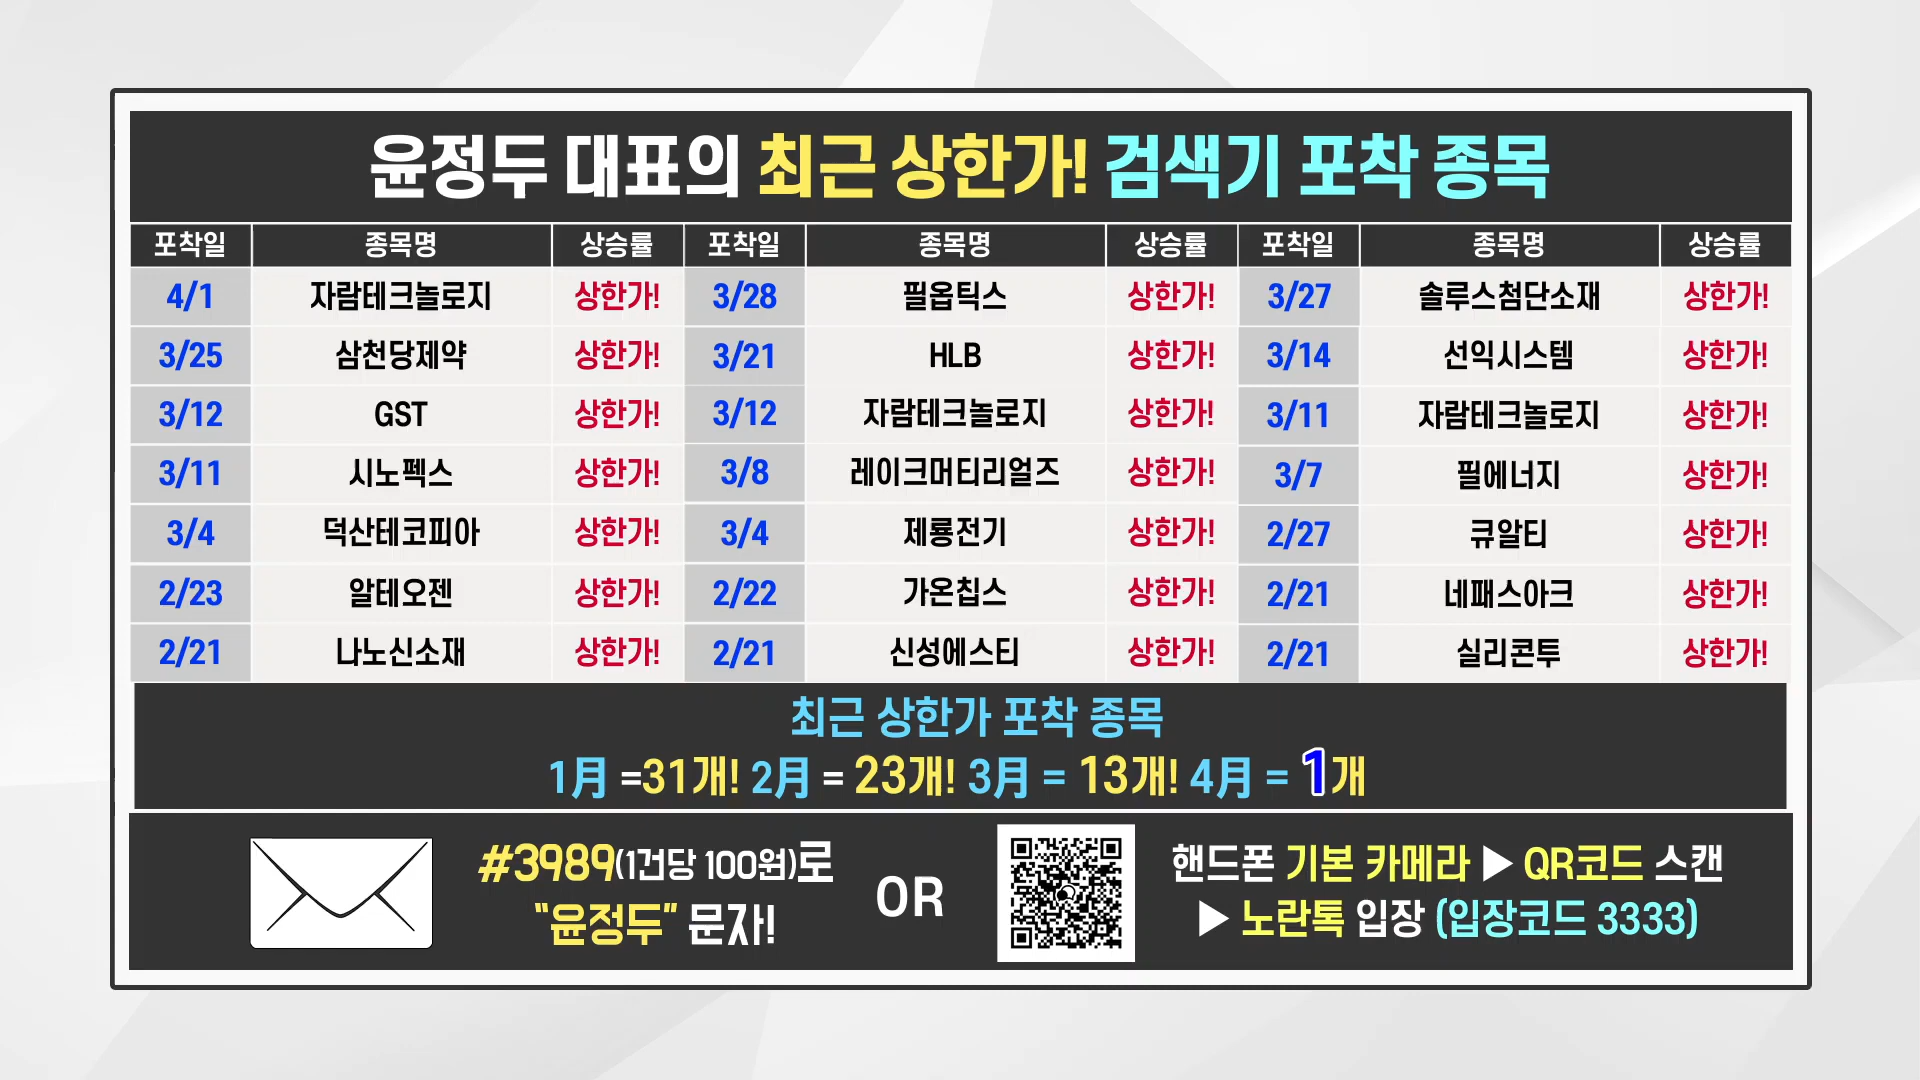 윤정두 대표의 최근 상한가! 검색기 포착 종목
포착일 종목명 상승률 포착일 종목명 상승률 포착일 종목명 상승률
4/1 자람테크놀로지 상한가! 3/28 필옵틱스 상한가! 3/27 솔루스첨단소재 상한가!
3/25 삼천당제약 상한가! 3/21 HLB 상한가! 3/14 선익시스템 상한가!
3/12 GST 상한가! 3/12 자람테크놀로지 상한가! 3/11 자람테크놀로지 상한가!
3/11 시노펙스 상한가! 3/8 레이크머티리얼즈 상한가! 3/7 필에너지 상한가!
3/4 덕산테코피아 상한가! 3/4 제룡전기 상한가! 2/27 큐알티 상한가!
2/23 알테오젠 상한가! 2/22 가온칩스 상한가! 2/21 네패스아크 상한가!
2/21 나노신소재 상한가! 2/21 신성에스티 상한가! 2/21 실리콘투 상한가!
최근 상한가 포착 종목
1月 =31개! 2月 = 23개! 3月 = 13개! 4月 = 1개
#3989(1건당 100원)로
"윤정두" 문자!
OR
핸드폰 기본 카메라 ▶ QR코드 스캔
▶ 노란톡 입장 (입장코드 3333)